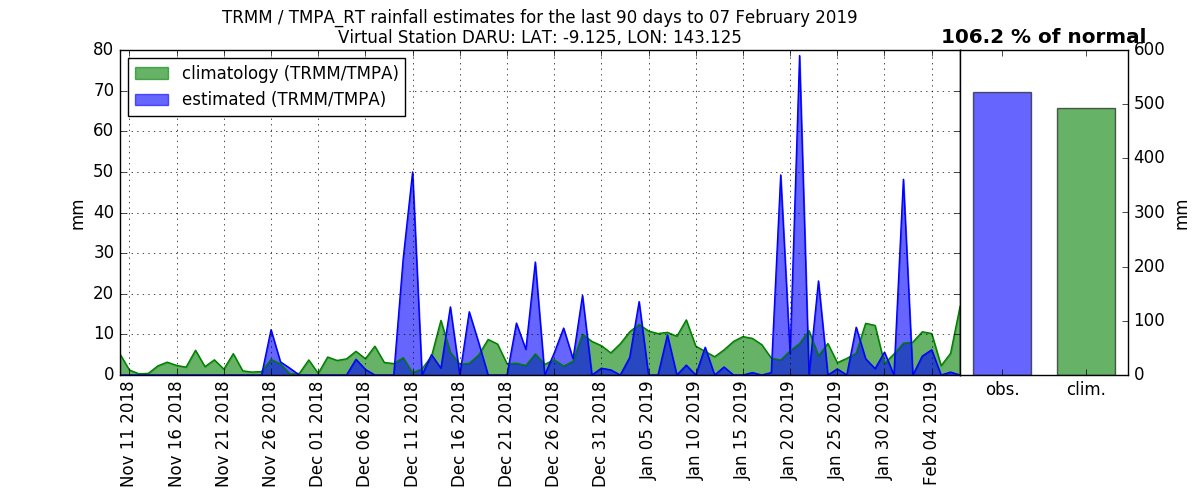 TRMM / TMPA_RT rainfall estimates for the last 90 days to 07 February 2019
Virtual Station DARU: LAT: -9.125, LON: 143.125
106.2 % of normal
climatology (TRMM/TMPA)
estimated (TRMM/TMPA)
80
70
60
50
40
30
20
10
0
mm
Nov 11 2018
Nov 16 2018
Nov 21 2018
Nov 26 2018
Dec 01 2018
Dec 06 2018
Dec 11 2018
Dec 16 2018
Dec 21 2018
Dec 26 2018
Dec 31 2018
Jan 05 2019
Jan 10 2019
Jan 15 2019
Jan 20 2019
Jan 25 2019
Jan 30 2019
Feb 04 2019
obs.
clim.
600
500
400
300
200
100
0
mm